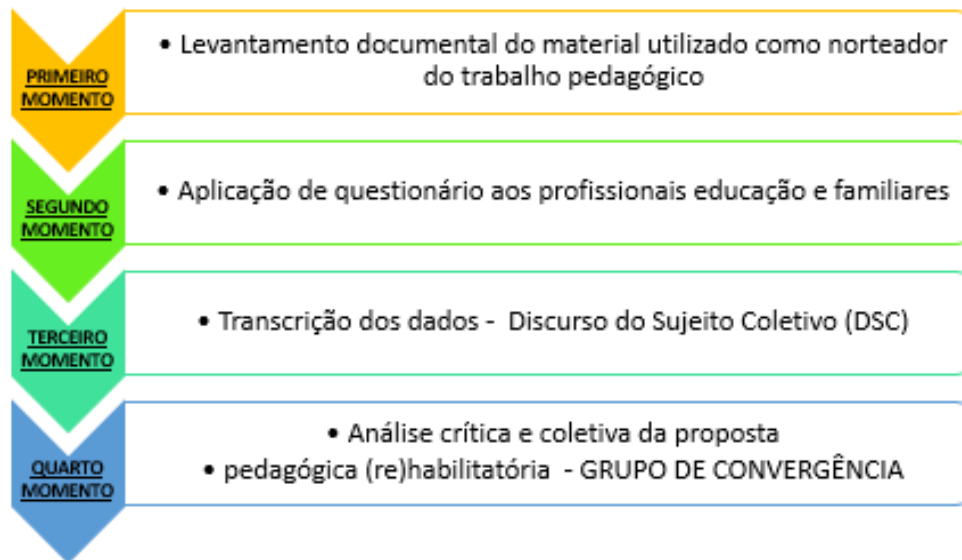 PRIMEIRO
MOMENTO
• Levantamento documental do material utilizado como norteador
do trabalho pedagógico
SEGUNDO
MOMENTO
• Aplicação de questionário aos profissionais educação e familiares
TERCEIRO
MOMENTO
• Transcrição dos dados - Discurso do Sujeito Coletivo (DSC)
QUARTO
MOMENTO
• Análise crítica e coletiva da proposta
• pedagógica (re)habilitatória - GRUPO DE CONVERGÊNCIA